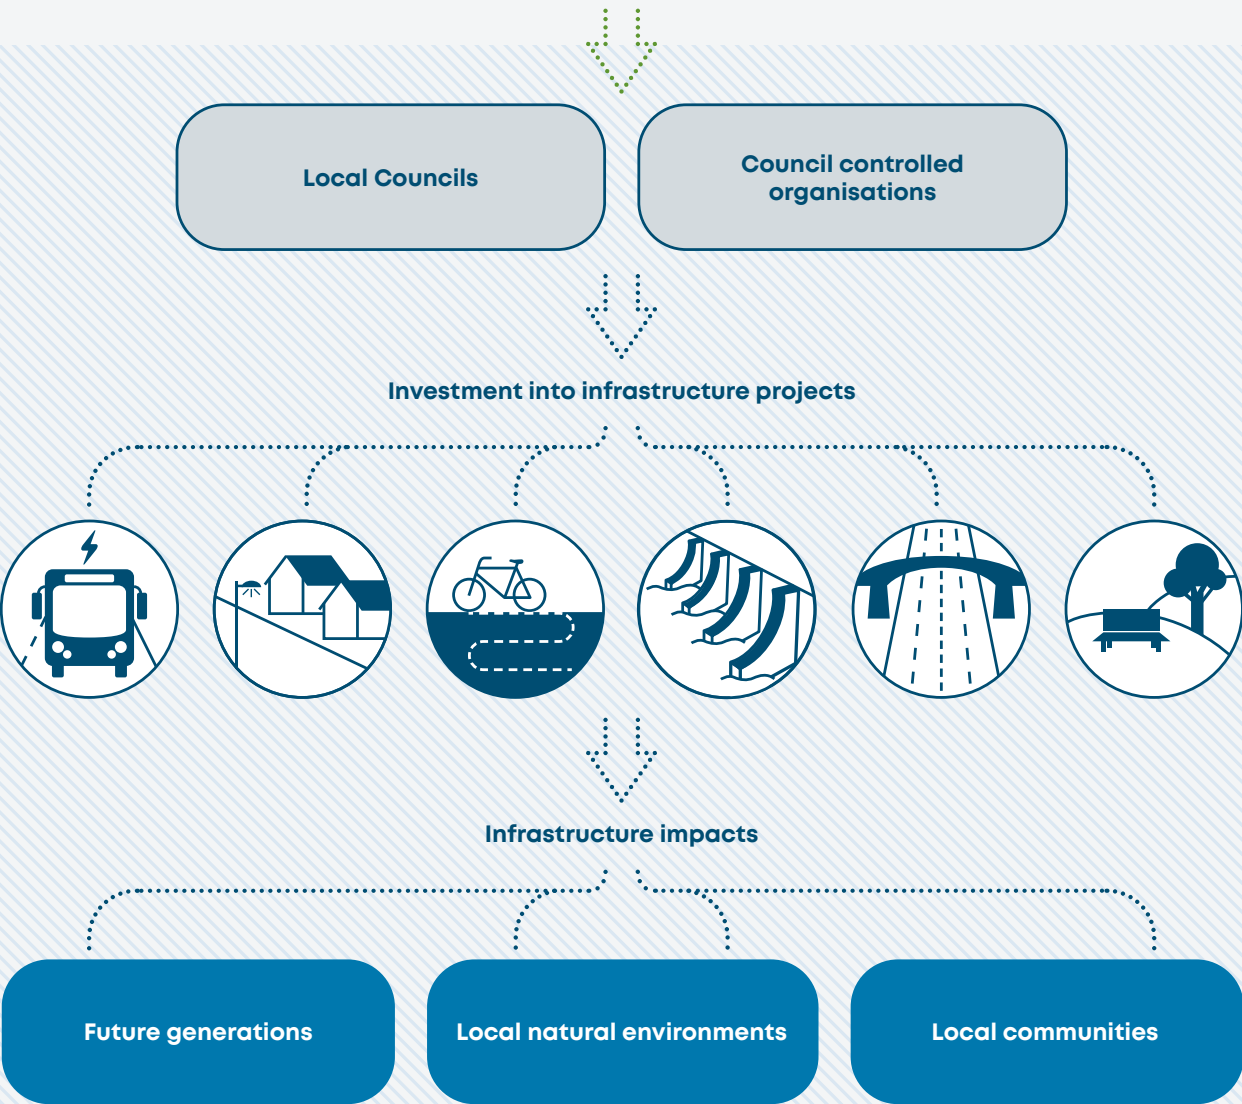 Local Councils
Council controlled
organisations
Investment into infrastructure projects
Infrastructure impacts
Future generations
Local natural environments
Local communities